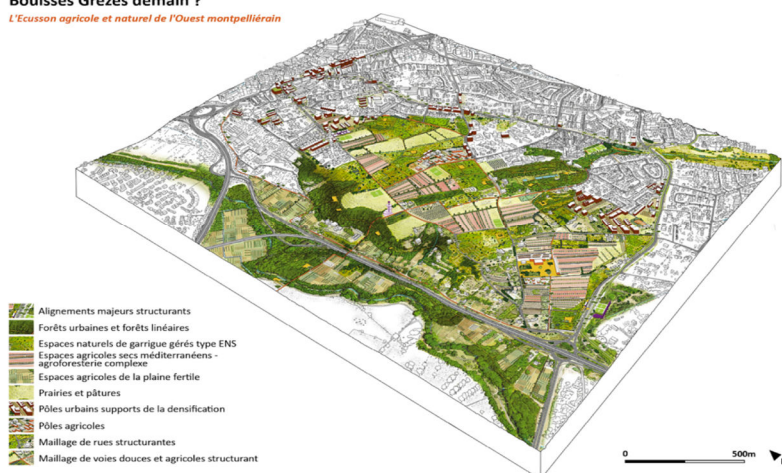 Bouisses Grèzes demain ?
L'Ecusson agricole et naturel de l'Ouest montpelliérain
Alignements majeurs structurants
Forêts urbaines et forêts linéaires
Espaces naturels de garrigue gérés type ENS
Espaces agricoles secs méditerranéens -
agroforesterie complexe
Espaces agricoles de la plaine fertile
Prairies et pâtures
Pôles urbains supports de la densification
Pôles agricoles
Maillage de rues structurantes
Maillage de voies douces et agricoles structurant
0 500m